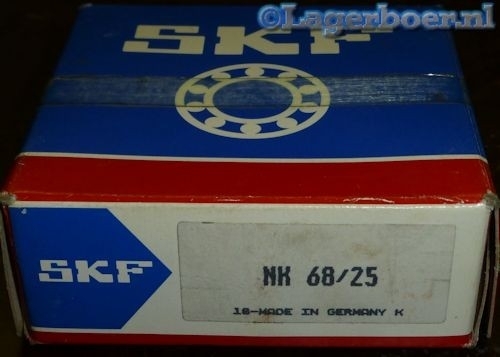 ©Lagerboer.nl
SKF
SKF
NK 68/25
18-MADE IN GERMANY K